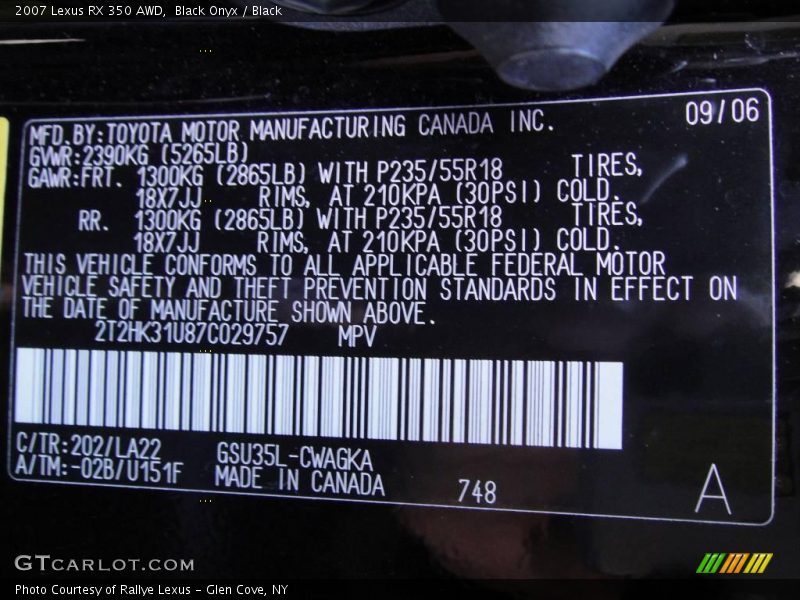 2007 Lexus RX 350 AWD, Black Onyx / Black
09/06
MFD. BY: TOYOTA MOTOR MANUFACTURING CANADA INC.
GVWR: 2390KG (5265LB)
GAWR: FRT. 1300KG (2865LB) WITH P235/55R18 TIRES,
18X7JJ RIMS, AT 210KPA (30PSI) COLD.
RR. 1300KG (2865LB) WITH P235/55R18 TIRES,
18X7JJ RIMS, AT 210KPA (30PSI) COLD.
THIS VEHICLE CONFORMS TO ALL APPLICABLE FEDERAL MOTOR
VEHICLE SAFETY AND THEFT PREVENTION STANDARDS IN EFFECT ON
THE DATE OF MANUFACTURE SHOWN ABOVE.
2T2HK31U87C029757 MPV
C/TR: 202/LA22 GSU35L-CWAGKA
A/TM: -02B/U151F MADE IN CANADA 748 A
GTCARLOT.COM
Photo Courtesy of Rallye Lexus - Glen Cove, NY